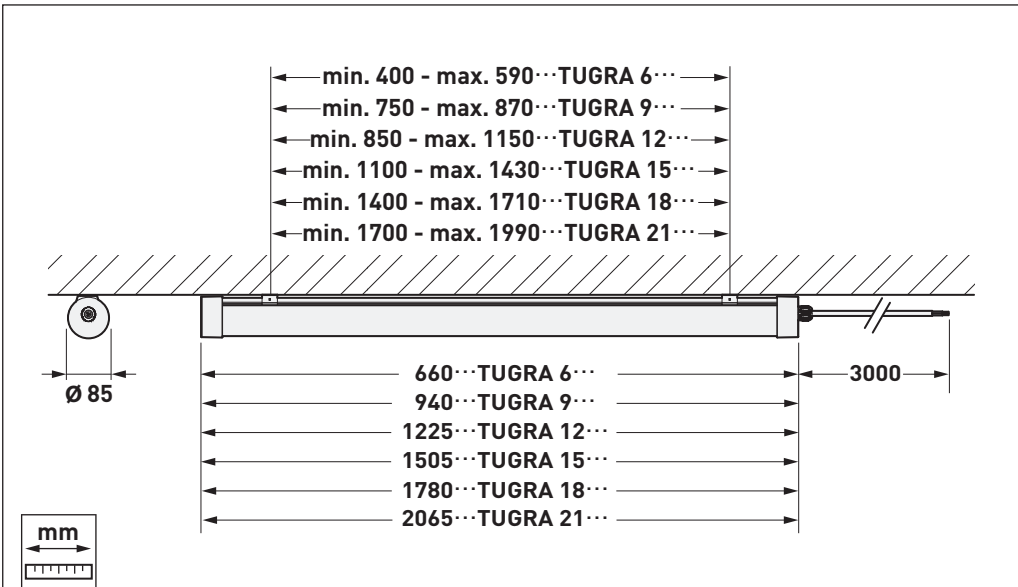 min. 400 - max. 590···TUGRA 6···
min. 750 - max. 870···TUGRA 9···
min. 850 - max. 1150···TUGRA 12···
min. 1100 - max. 1430···TUGRA 15···
min. 1400 - max. 1710···TUGRA 18···
min. 1700 - max. 1990···TUGRA 21···
Ø 85
660···TUGRA 6···
3000
940···TUGRA 9···
1225···TUGRA 12···
1505···TUGRA 15···
1780···TUGRA 18···
2065···TUGRA 21···
mm